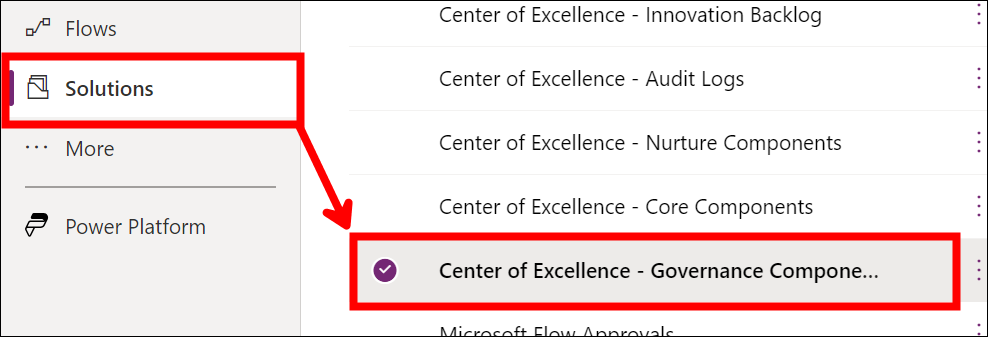 Flows
Solutions
More
Power Platform
Center of Excellence - Innovation Backlog
Center of Excellence - Audit Logs
Center of Excellence - Nurture Components
Center of Excellence - Core Components
Center of Excellence - Governance Compone...
Microsoft Flow Approvals